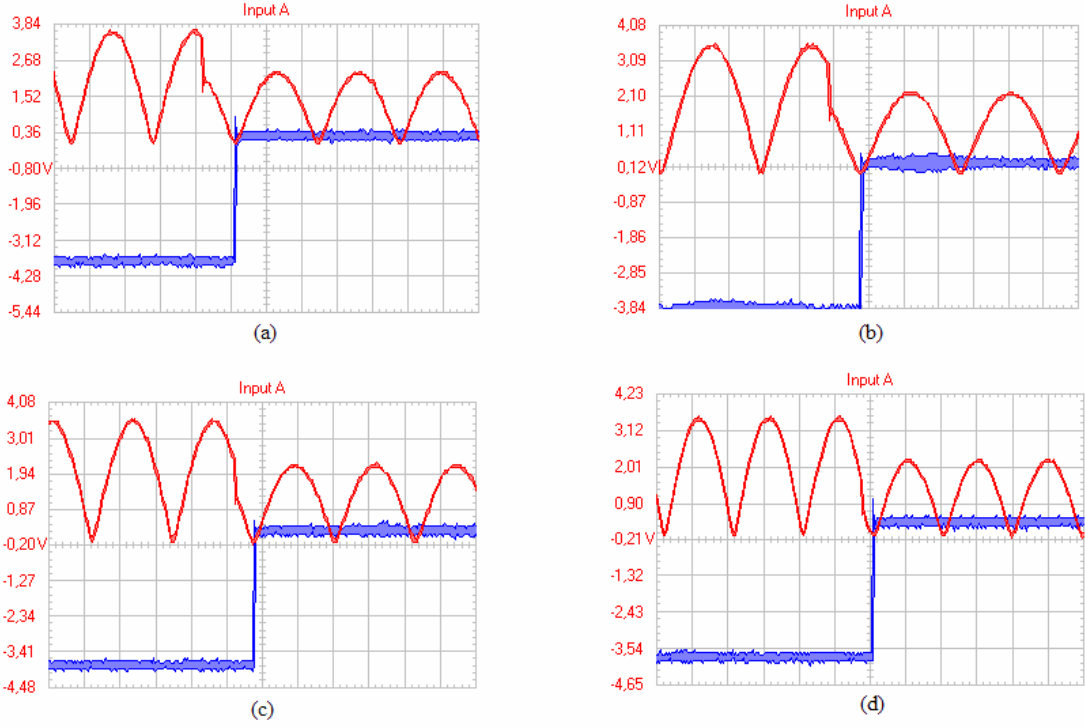 Input A
3,84
2,68
1,52
0,36
-0,80V
-1,96
-3,12
-4,28
-5,44
(a)
Input A
4,08
3,09
2,10
1,11
0,12V
-0,87
-1,86
-2,85
-3,84
(b)
Input A
4,08
3,01
1,94
0,87
-0,20V
-1,27
-2,34
-3,41
-4,48
(c)
Input A
4,23
3,12
2,01
0,90
-0,21V
-1,32
-2,43
-3,54
-4,65
(d)